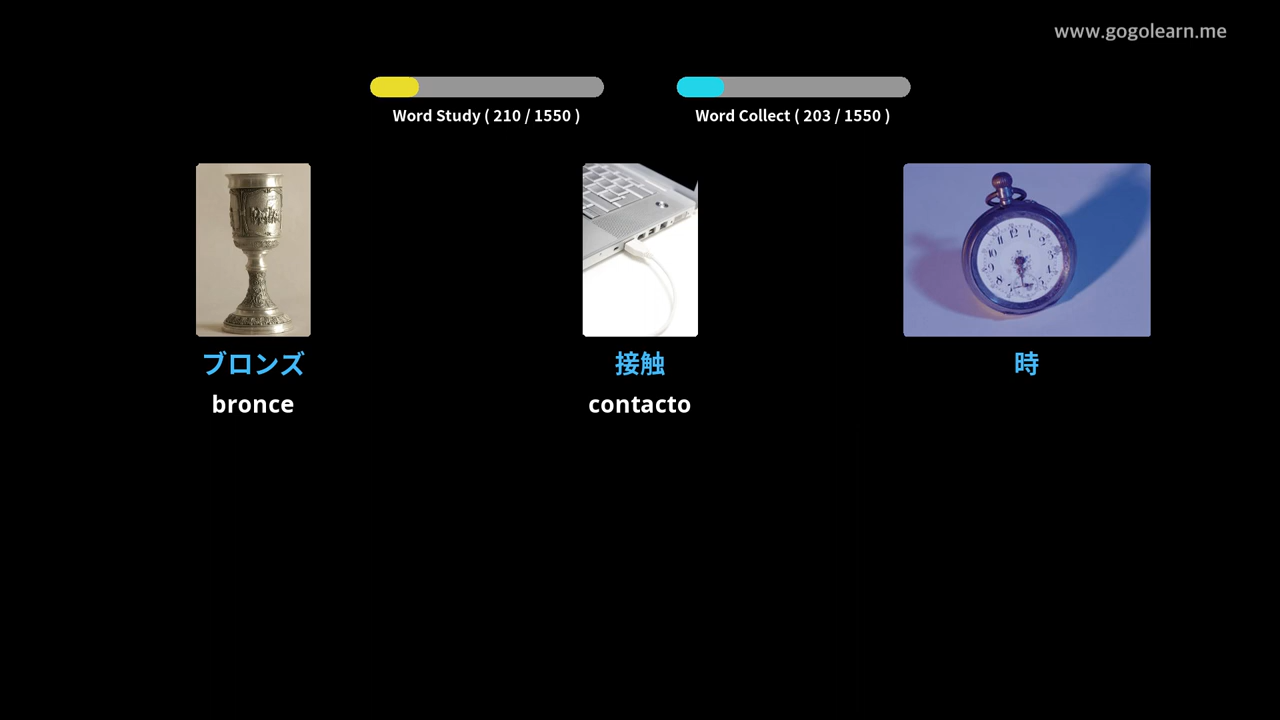 www.gogolearn.me
Word Study ( 210 / 1550 )
Word Collect ( 203 / 1550 )
ブロンズ
接触
時
bronce
contacto